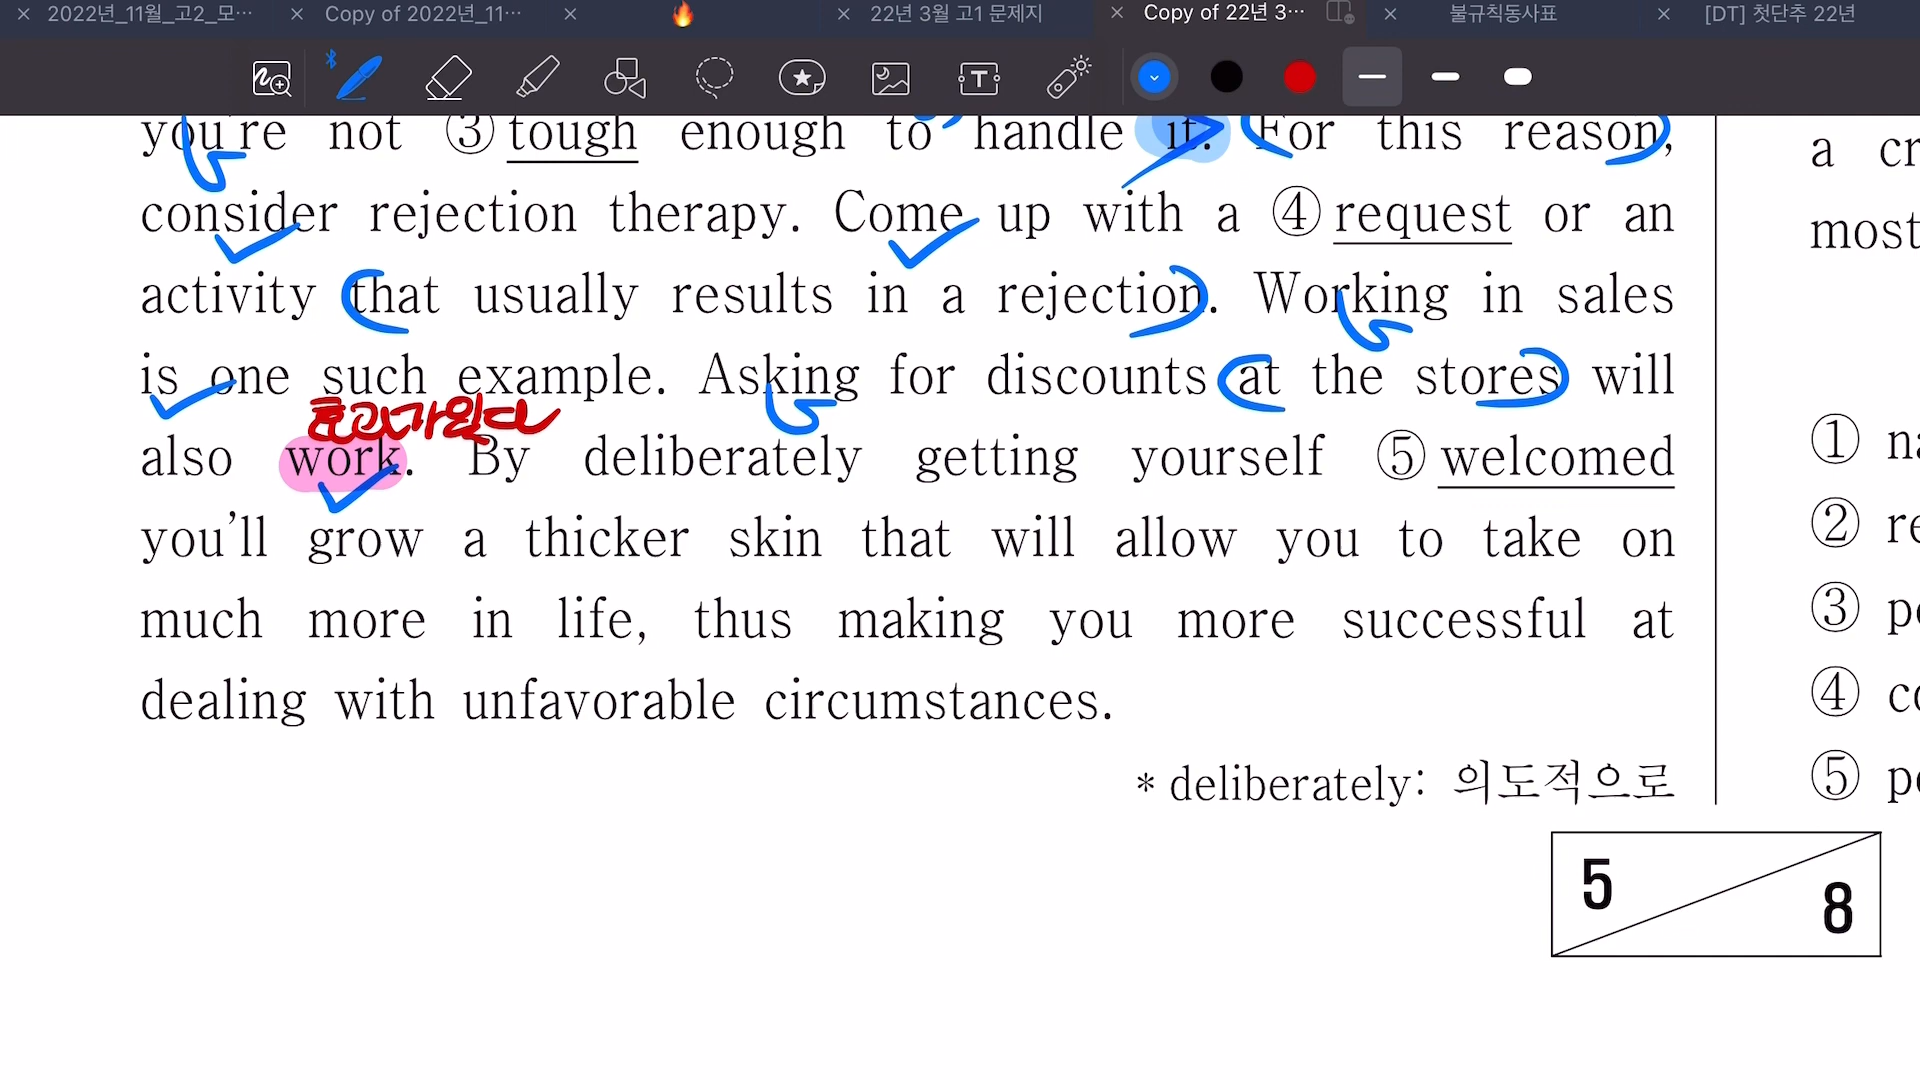 2022년_11월_고2_모… Copy of 2022년_11… 22년 3월 고1 문제지 Copy of 22년 3… 불규칙동사표 [DT] 첫단추 22년
you're not ③ tough enough to handle it. For this reason,
consider rejection therapy. Come up with a ④ request or an
activity that usually results in a rejection. Working in sales
is one such example. Asking for discounts at the stores will
효과가 있다
also work. By deliberately getting yourself ⑤ welcomed
you'll grow a thicker skin that will allow you to take on
much more in life, thus making you more successful at
dealing with unfavorable circumstances.
* deliberately: 의도적으로
5
8
a cr
most
① na
② re
③ pe
④ co
⑤ pe